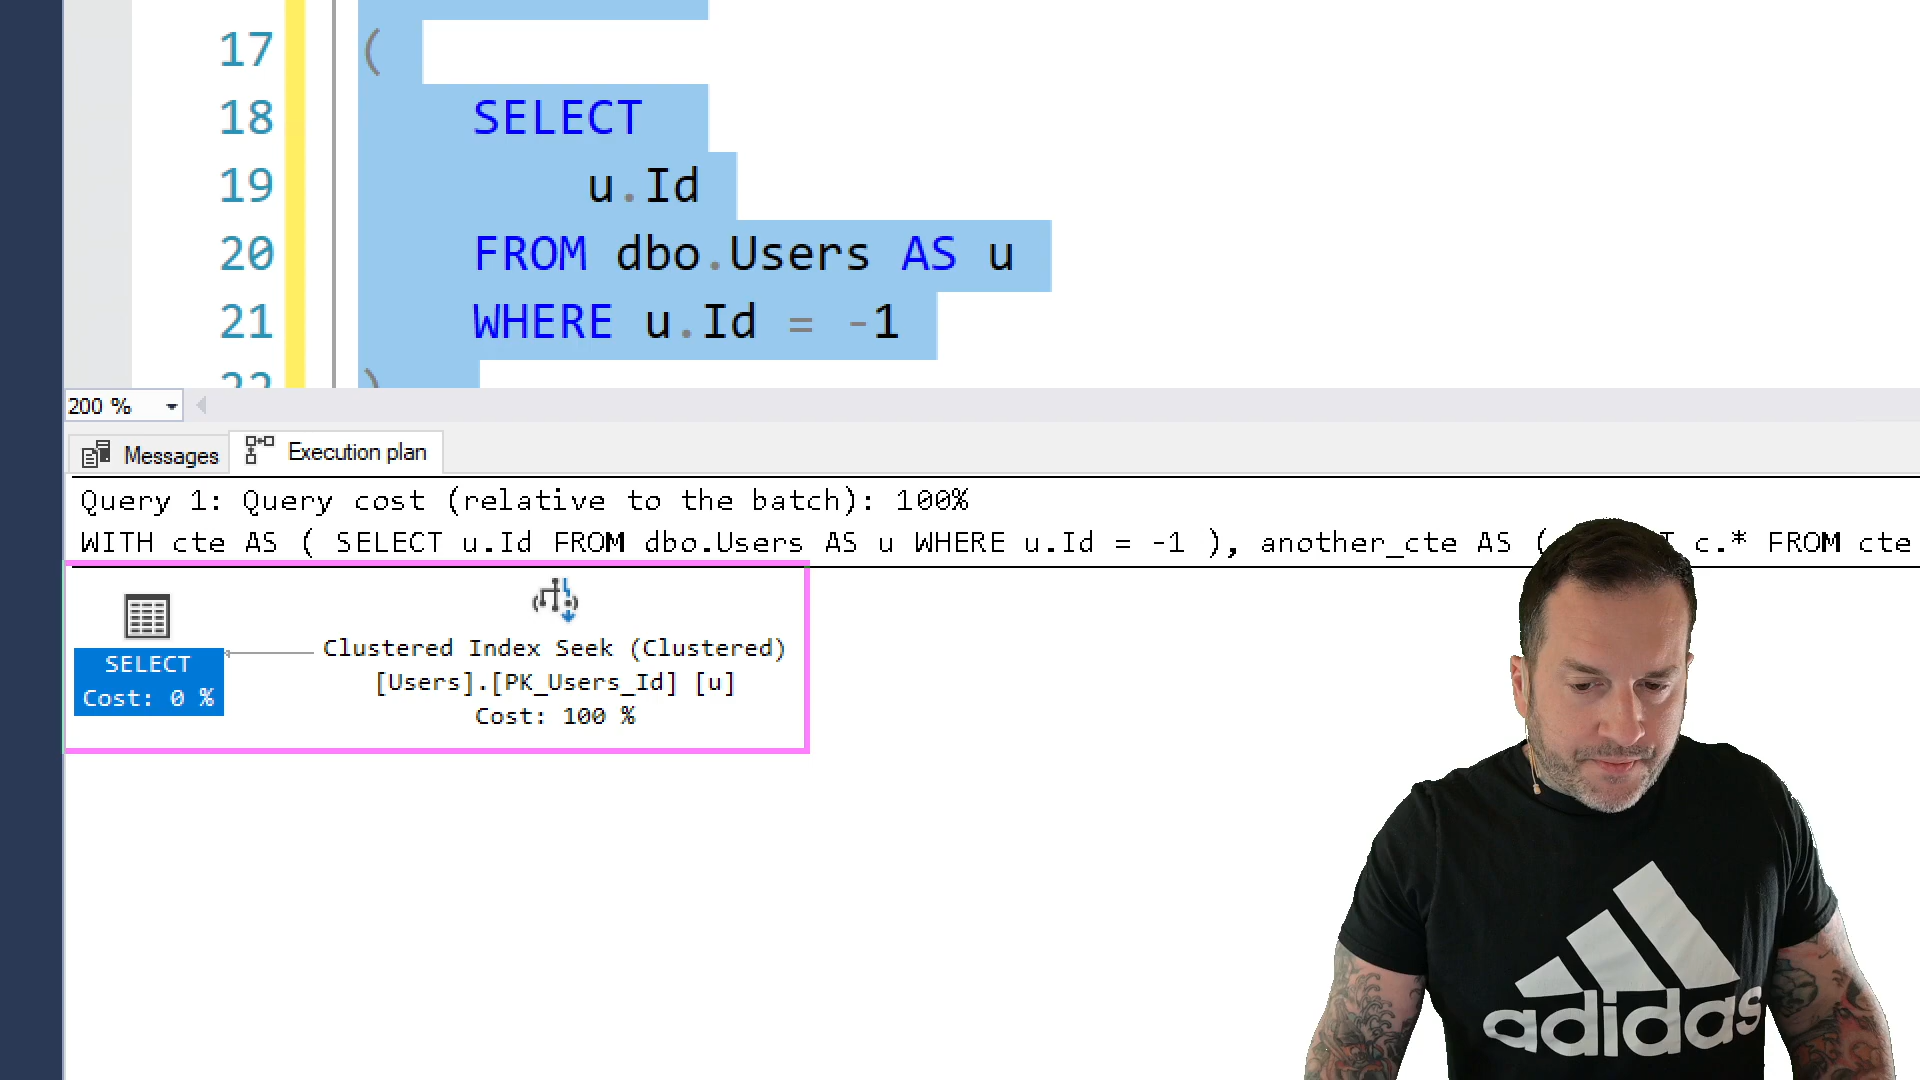 17 (
18 SELECT
19 u.Id
20 FROM dbo.Users AS u
21 WHERE u.Id = -1
22 )
200 %
Messages Execution plan
Query 1: Query cost (relative to the batch): 100%
WITH cte AS ( SELECT u.Id FROM dbo.Users AS u WHERE u.Id = -1 ), another_cte AS ( c.* FROM cte
SELECT
Cost: 0 %
Clustered Index Seek (Clustered)
[Users].[PK_Users_Id] [u]
Cost: 100 %
adidas